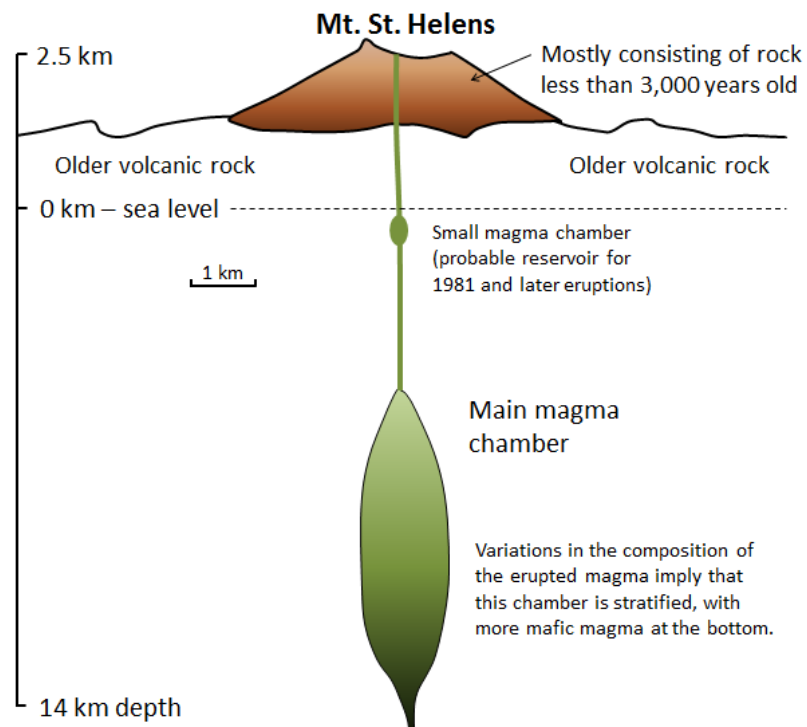 Mt. St. Helens
2.5 km
Mostly consisting of rock
less than 3,000 years old
Older volcanic rock
Older volcanic rock
0 km – sea level
Small magma chamber
(probable reservoir for
1981 and later eruptions)
1 km
Main magma
chamber
Variations in the composition of
the erupted magma imply that
this chamber is stratified, with
more mafic magma at the bottom.
14 km depth